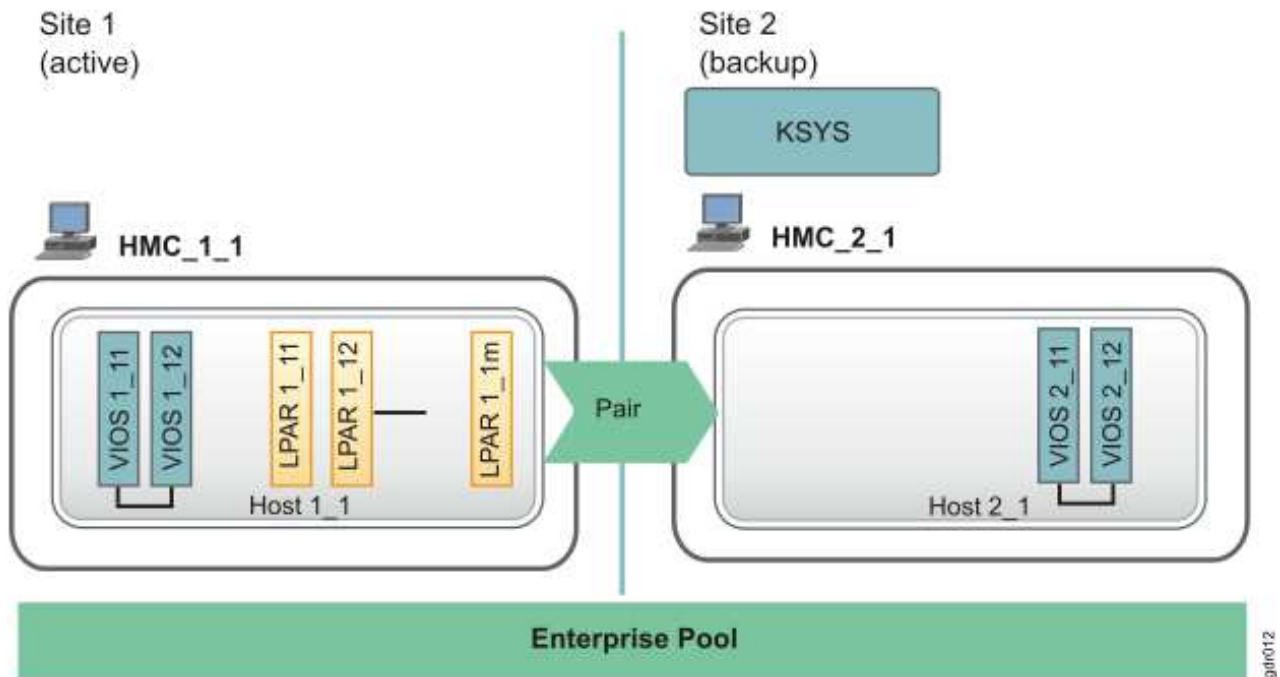 Site 1
(active)
Site 2
(backup)
KSYS
HMC_1_1
HMC_2_1
VIOS 1_11
VIOS 1_12
LPAR 1_11
LPAR 1_12
LPAR 1_1m
Host 1_1
Pair
VIOS 2_11
VIOS 2_12
Host 2_1
Enterprise Pool
gdr012